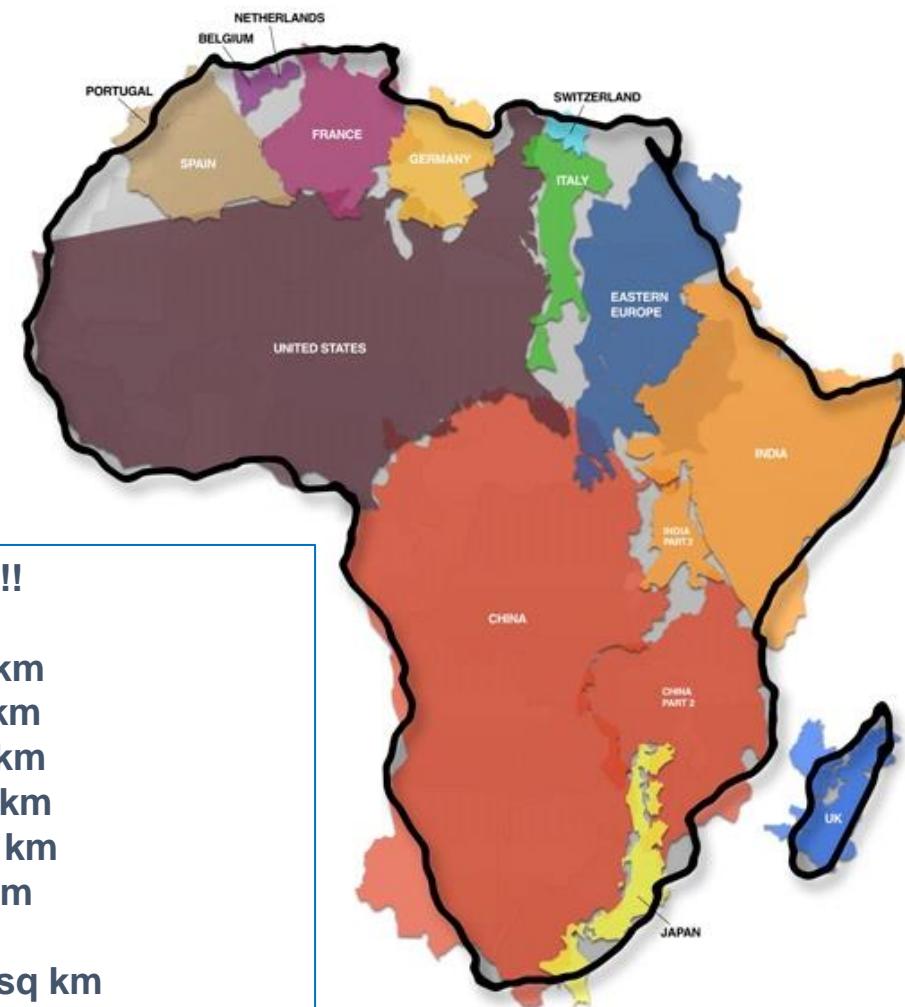 NETHERLANDS
BELGIUM
PORTUGAL
SWITZERLAND
FRANCE
SPAIN
GERMANY
ITALY
EASTERN
EUROPE
UNITED STATES
INDIA
INDIA
PART 2
CHINA
CHINA
PART 2
UK
JAPAN
!!
km
km
km
km
km
m
sq km